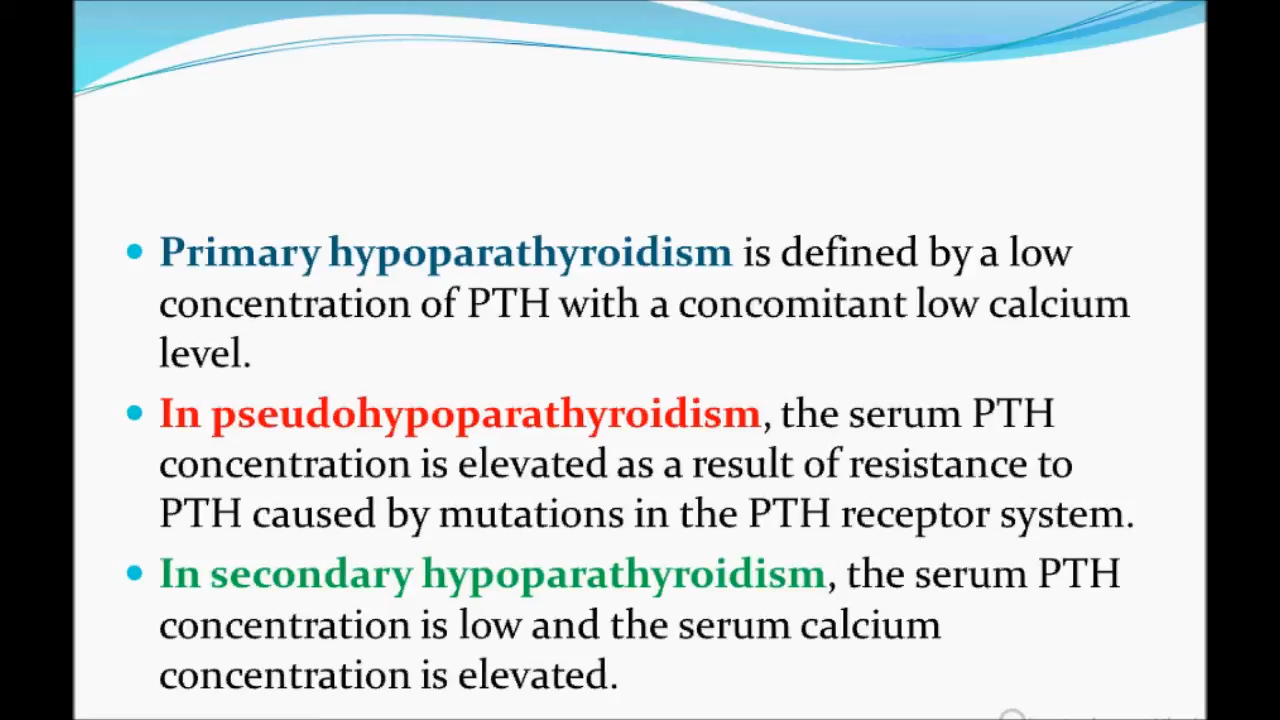 Primary hypoparathyroidism is defined by a low
concentration of PTH with a concomitant low calcium
level.
In pseudohypoparathyroidism, the serum PTH
concentration is elevated as a result of resistance to
PTH caused by mutations in the PTH receptor system.
In secondary hypoparathyroidism, the serum PTH
concentration is low and the serum calcium
concentration is elevated.